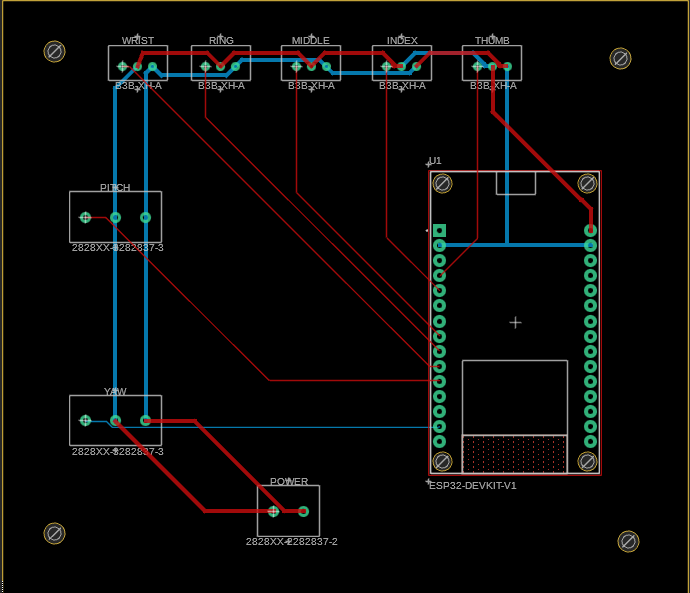 WRIST RING MIDDLE INDEX THUMB
B3B-XH-A B3B-XH-A B3B-XH-A B3B-XH-A B3B-XH-A
U1
PITCH
2828XX-2282837-3
YAW
2828XX-2282837-3
POWER
2828XX-2282837-2
ESP32-DEVKIT-V1